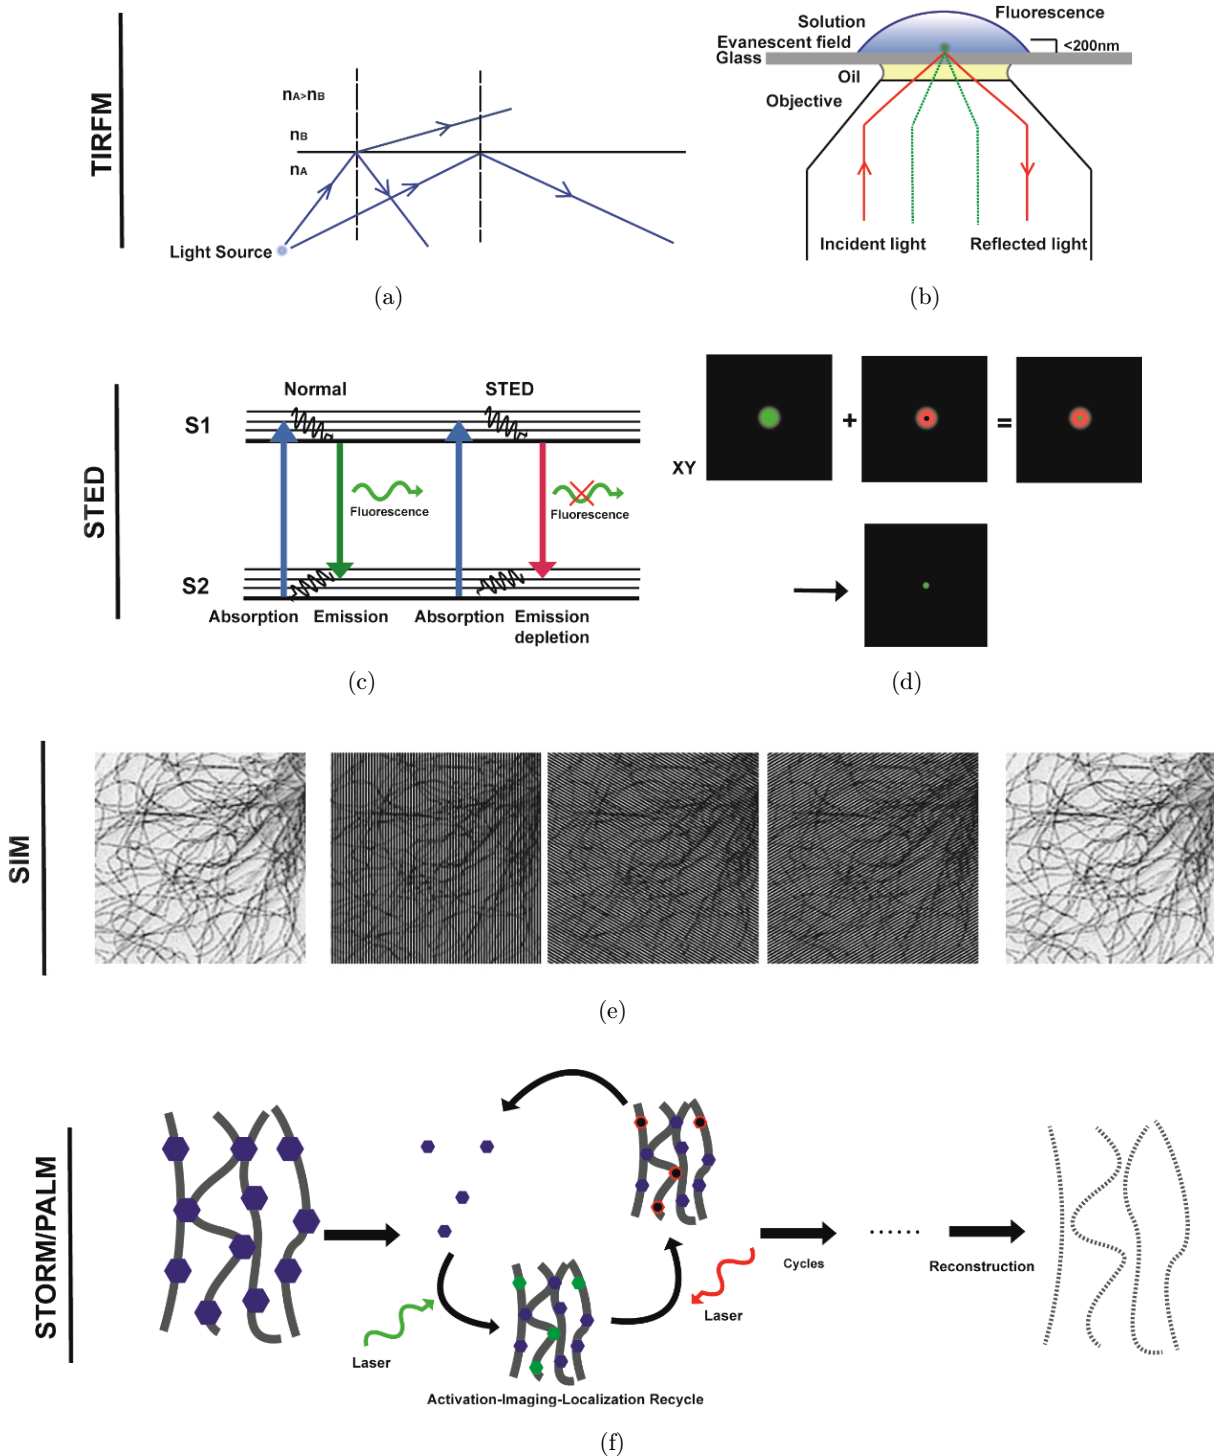 TIRFM
nA>nB
nB
nA
Light Source
(a)
Solution
Fluorescence
Evanescent field
<200nm
Glass
Oil
Objective
Incident light
Reflected light
(b)
STED
Normal
STED
S1
Fluorescence
Fluorescence
S2
Absorption
Emission
Absorption
Emission
depletion
(c)
+
=
XY
(d)
SIM
(e)
STORM/PALM
Laser
Laser
Cycles
......
Reconstruction
Activation-Imaging-Localization Recycle
(f)